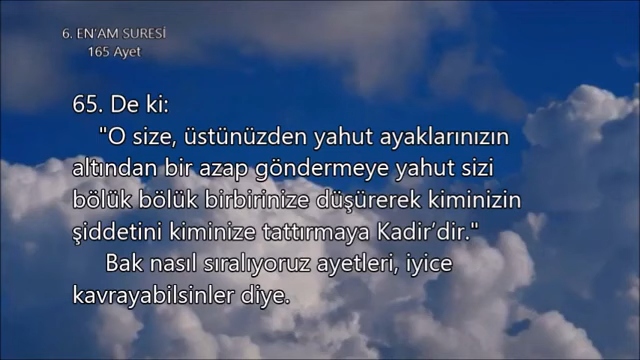 6. EN'AM SURESİ
165 Ayet
65. De ki:
"O size, üstünüzden yahut ayaklarınızın
altından bir azap göndermeye yahut sizi
bölük bölük birbirinize düşürerek kiminizin
şiddetini kiminize tattırmaya Kadir’dir."
Bak nasıl sıralıyoruz ayetleri, iyice
kavrayabilsinler diye.